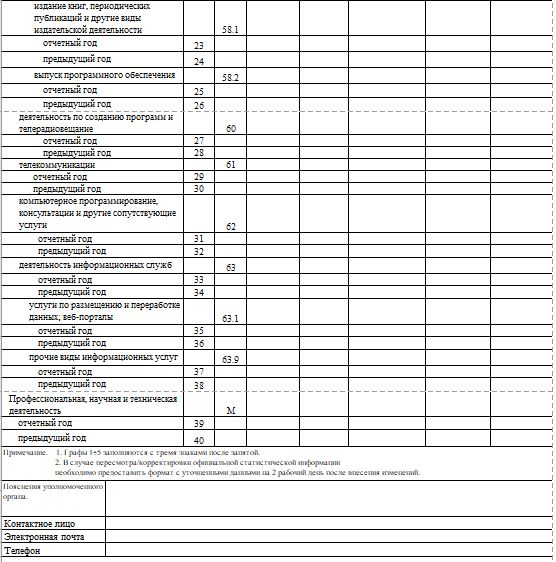 издание книг, периодических
публикаций и другие виды
издательской деятельности 58.1
отчетный год 23
предыдущий год 24
выпуск программного обеспечения 58.2
отчетный год 25
предыдущий год 26
деятельность по созданию программ и
телерадиовещание 60
отчетный год 27
предыдущий год 28
телекоммуникации 61
отчетный год 29
предыдущий год 30
компьютерное программирование,
консультации и другие сопутствующие
услуги 62
отчетный год 31
предыдущий год 32
деятельность информационных служб 63
отчетный год 33
предыдущий год 34
услуги по размещению и переработке
данных; веб-порталы 63.1
отчетный год 35
предыдущий год 36
прочие виды информационных услуг 63.9
отчетный год 37
предыдущий год 38
Профессиональная, научная и техническая
деятельность M
отчетный год 39
предыдущий год 40
Примечание. 1. Графы 1÷5 заполняются с тремя знаками после запятой.
2. В случае пересмотра/корректировки официальной статистической информации
необходимо предоставить формат с уточненными данными на 2 рабочий день после внесения изменений.
Пояснения уполномоченного
органа.
Контактное лицо
Электронная почта
Телефон